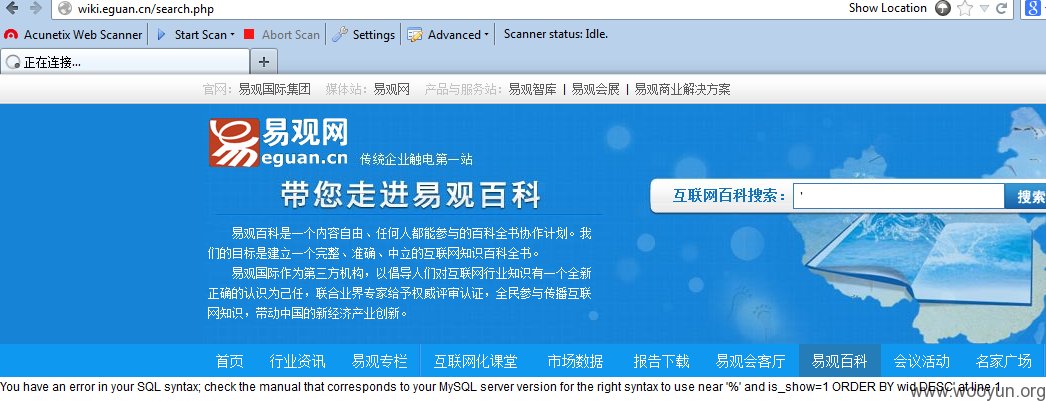 wiki.eguan.cn/search.php
Show Location
Acunetix Web Scanner
Start Scan
Abort Scan
Settings
Advanced
Scanner status: Idle.
正在连接...
官网: 易观国际集团 媒体站: 易观网 产品与服务站: 易观智库 | 易观会展 | 易观商业解决方案
易观网
eguan.cn 传统企业触电第一站
带您走进易观百科
互联网百科搜索: ' 搜索
易观百科是一个内容自由、任何人都能参与的百科全书协作计划。我
们的目标是建立一个完整、准确、中立的互联网知识百科全书。
易观国际作为第三方机构，以倡导人们对互联网行业知识有一个全新
正确的认识为己任，联合业界专家给予权威评审认证，全民参与传播互联
网知识，带动中国的新经济产业创新。
首页 行业资讯 易观专栏 互联网化课堂 市场数据 报告下载 易观会客厅 易观百科 会议活动 名家广场
You have an error in your SQL syntax; check the manual that corresponds to your MySQL server version for the right syntax to use near '%' and is_show=1 ORDER BY wid DESC' at line 1
www.wooyun.org